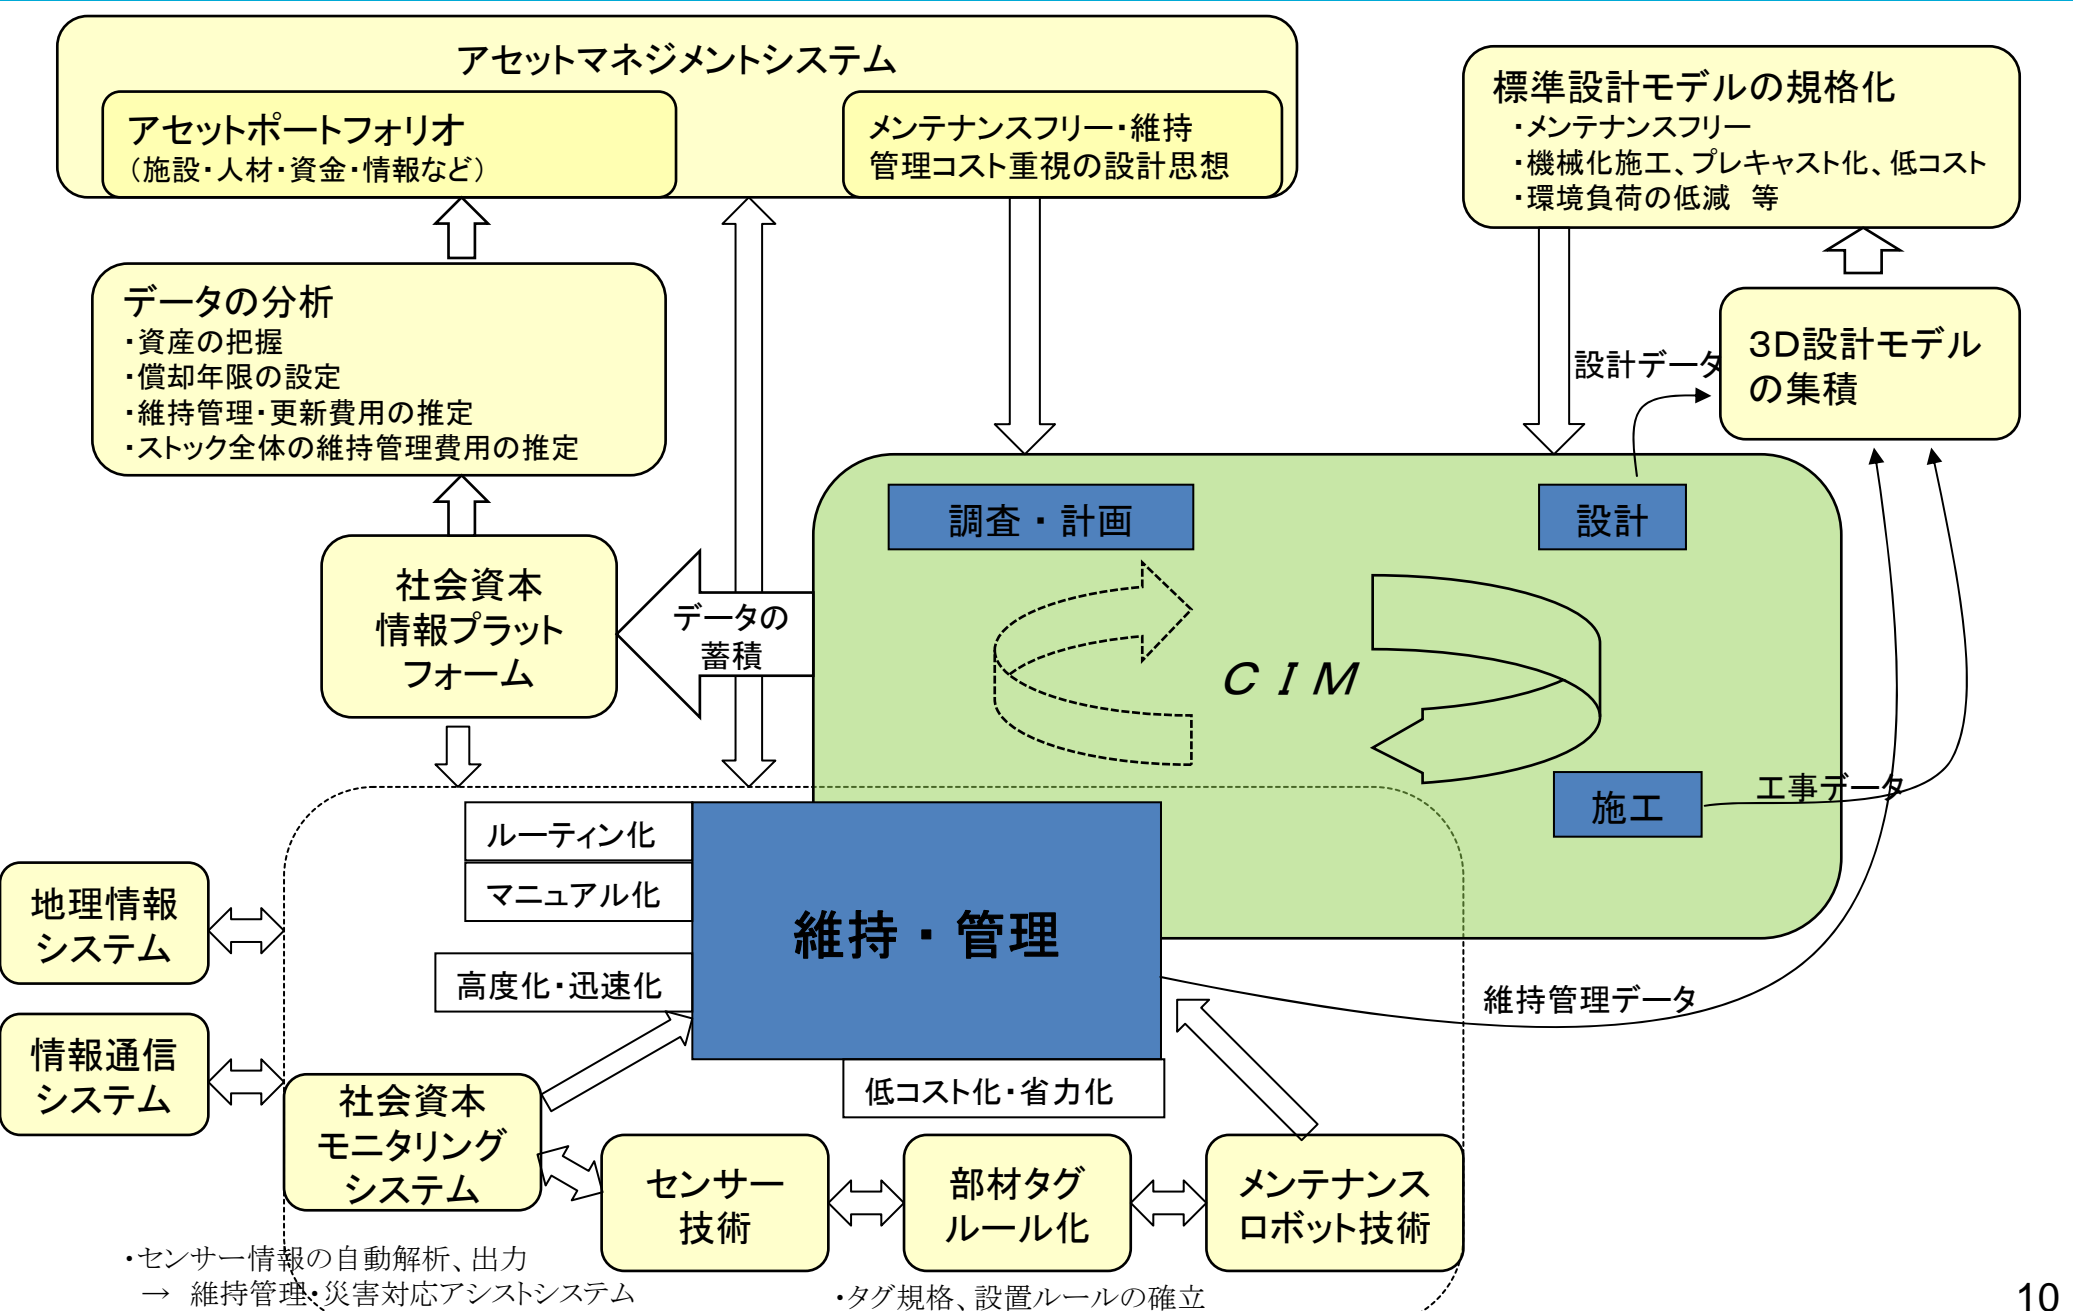 アセットマネジメントシステム
アセットポートフォリオ
（施設・人材・資金・情報など）
メンテナンスフリー・維持
管理コスト重視の設計思想
標準設計モデルの規格化
・メンテナンスフリー
・機械化施工、プレキャスト化、低コスト
・環境負荷の低減　等
データの分析
・資産の把握
・償却年限の設定
・維持管理・更新費用の推定
・ストック全体の維持管理費用の推定
3D設計モデル
の集積
設計データ
調査・計画
設計
社会資本
情報プラット
フォーム
データの
蓄積
ＣＩＭ
施工
工事データ
ルーティン化
マニュアル化
維持・管理
高度化・迅速化
維持管理データ
低コスト化・省力化
地理情報
システム
情報通信
システム
社会資本
モニタリング
システム
センサー
技術
部材タグ
ルール化
メンテナンス
ロボット技術
・センサー情報の自動解析、出力
→　維持管理・災害対応アシストシステム
・タグ規格、設置ルールの確立
10